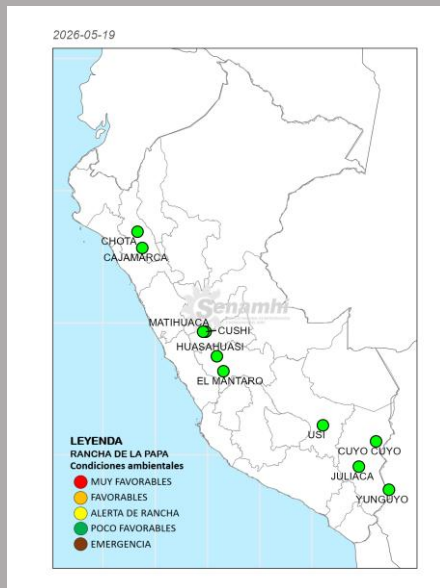 2026-05-19
CHOTA
CAJAMARCA
Senamhi
MATIHUACA
CUSHI
HUASAHUASI
EL MANTARO
USI
CUYO CUYO
JULIACA
YUNGUYO
LEYENDA
RANCHA DE LA PAPA
Condiciones ambientales
MUY FAVORABLES
FAVORABLES
ALERTA DE RANCHA
POCO FAVORABLES
EMERGENCIA